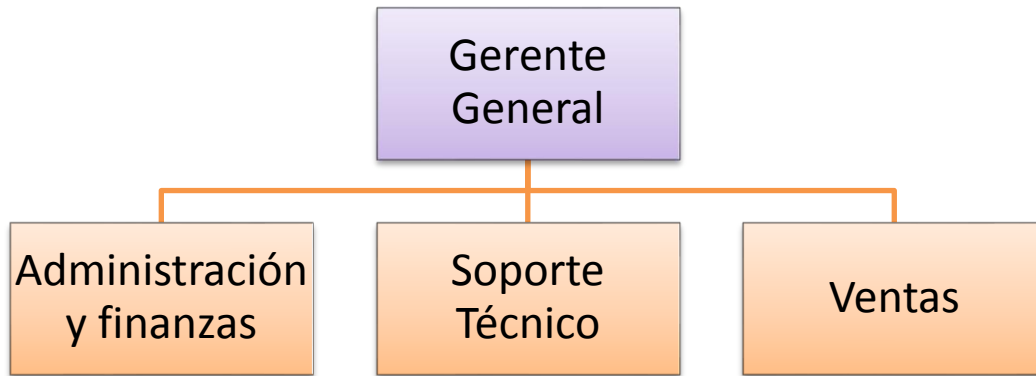 Gerente
General
Administración
y finanzas
Soporte
Técnico
Ventas